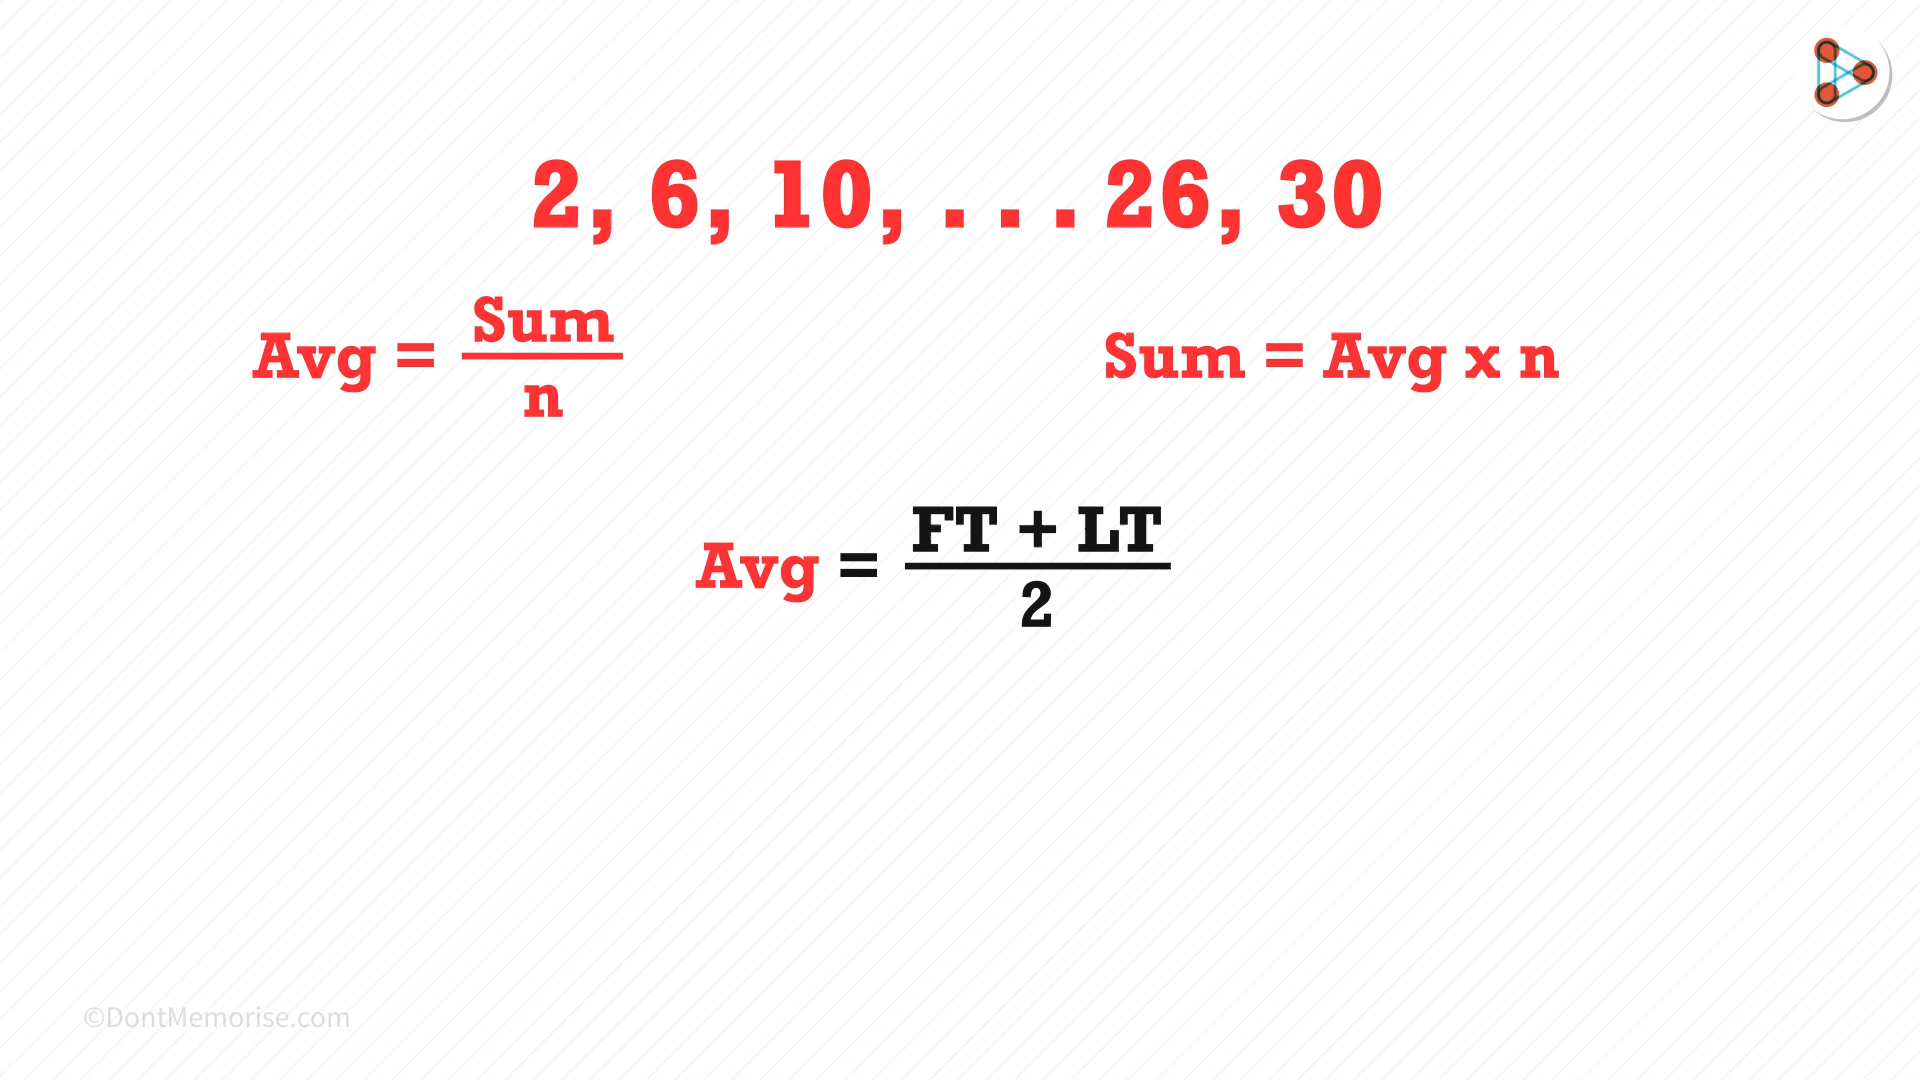 2, 6, 10, . . . 26, 30
Avg = Sum / n
Sum = Avg x n
Avg = FT + LT / 2
©DontMemorise.com